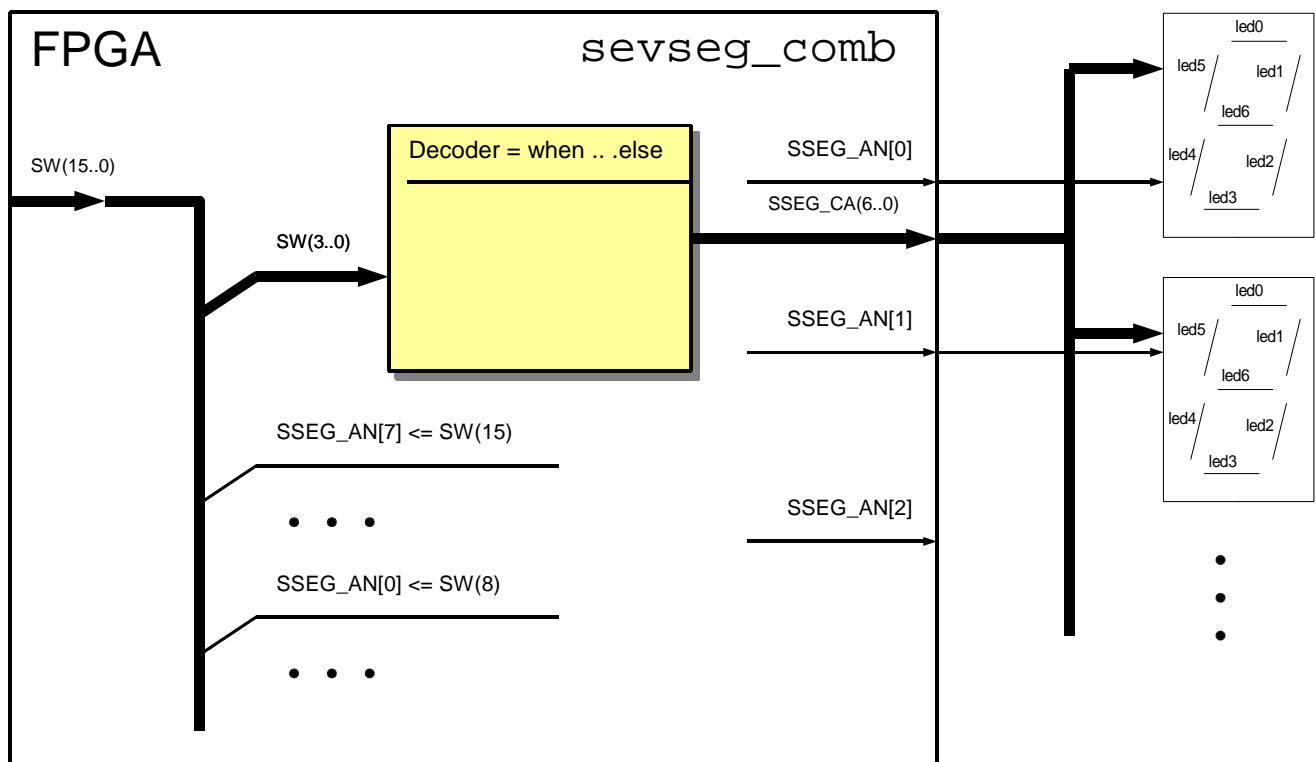 FPGA
sevseg_comb
SW(15..0)
SW(3..0)
Decoder = when .. .else
SSEG_AN[0]
SSEG_CA(6..0)
SSEG_AN[1]
SSEG_AN[7] <= SW(15)
SSEG_AN[2]
SSEG_AN[0] <= SW(8)
led0
led5
led1
led6
led4
led2
led3
led0
led5
led1
led6
led4
led2
led3